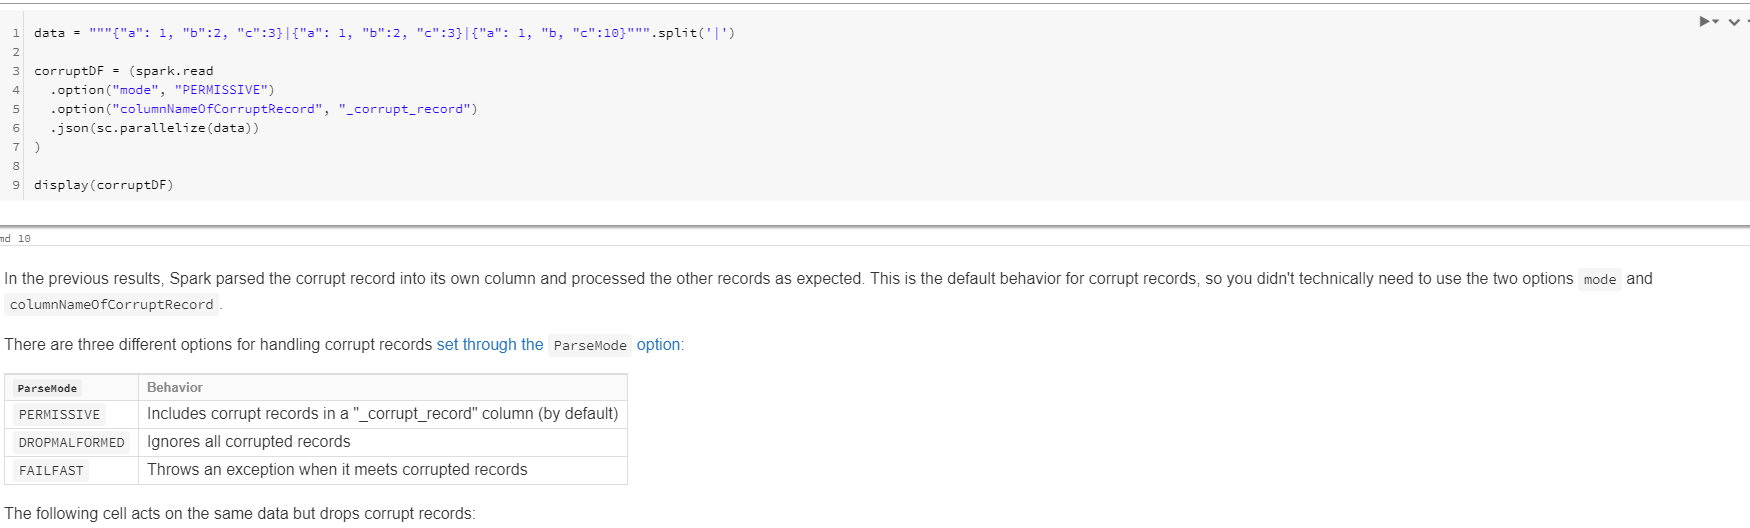 1 data = """{"a": 1, "b":2, "c":3}|{"a": 1, "b":2, "c":3}|{"a": 1, "b, "c":10}""".split('|')
2
3 corruptDF = (spark.read
4 .option("mode", "PERMISSIVE")
5 .option("columnNameOfCorruptRecord", "_corrupt_record")
6 .json(sc.parallelize(data))
7 )
8
9 display(corruptDF)
md 10
In the previous results, Spark parsed the corrupt record into its own column and processed the other records as expected. This is the default behavior for corrupt records, so you didn't technically need to use the two options mode and
columnNameOfCorruptRecord.
There are three different options for handling corrupt records set through the ParseMode option:
ParseMode Behavior
PERMISSIVE Includes corrupt records in a "_corrupt_record" column (by default)
DROPMALFORMED Ignores all corrupted records
FAILFAST Throws an exception when it meets corrupted records
The following cell acts on the same data but drops corrupt records: